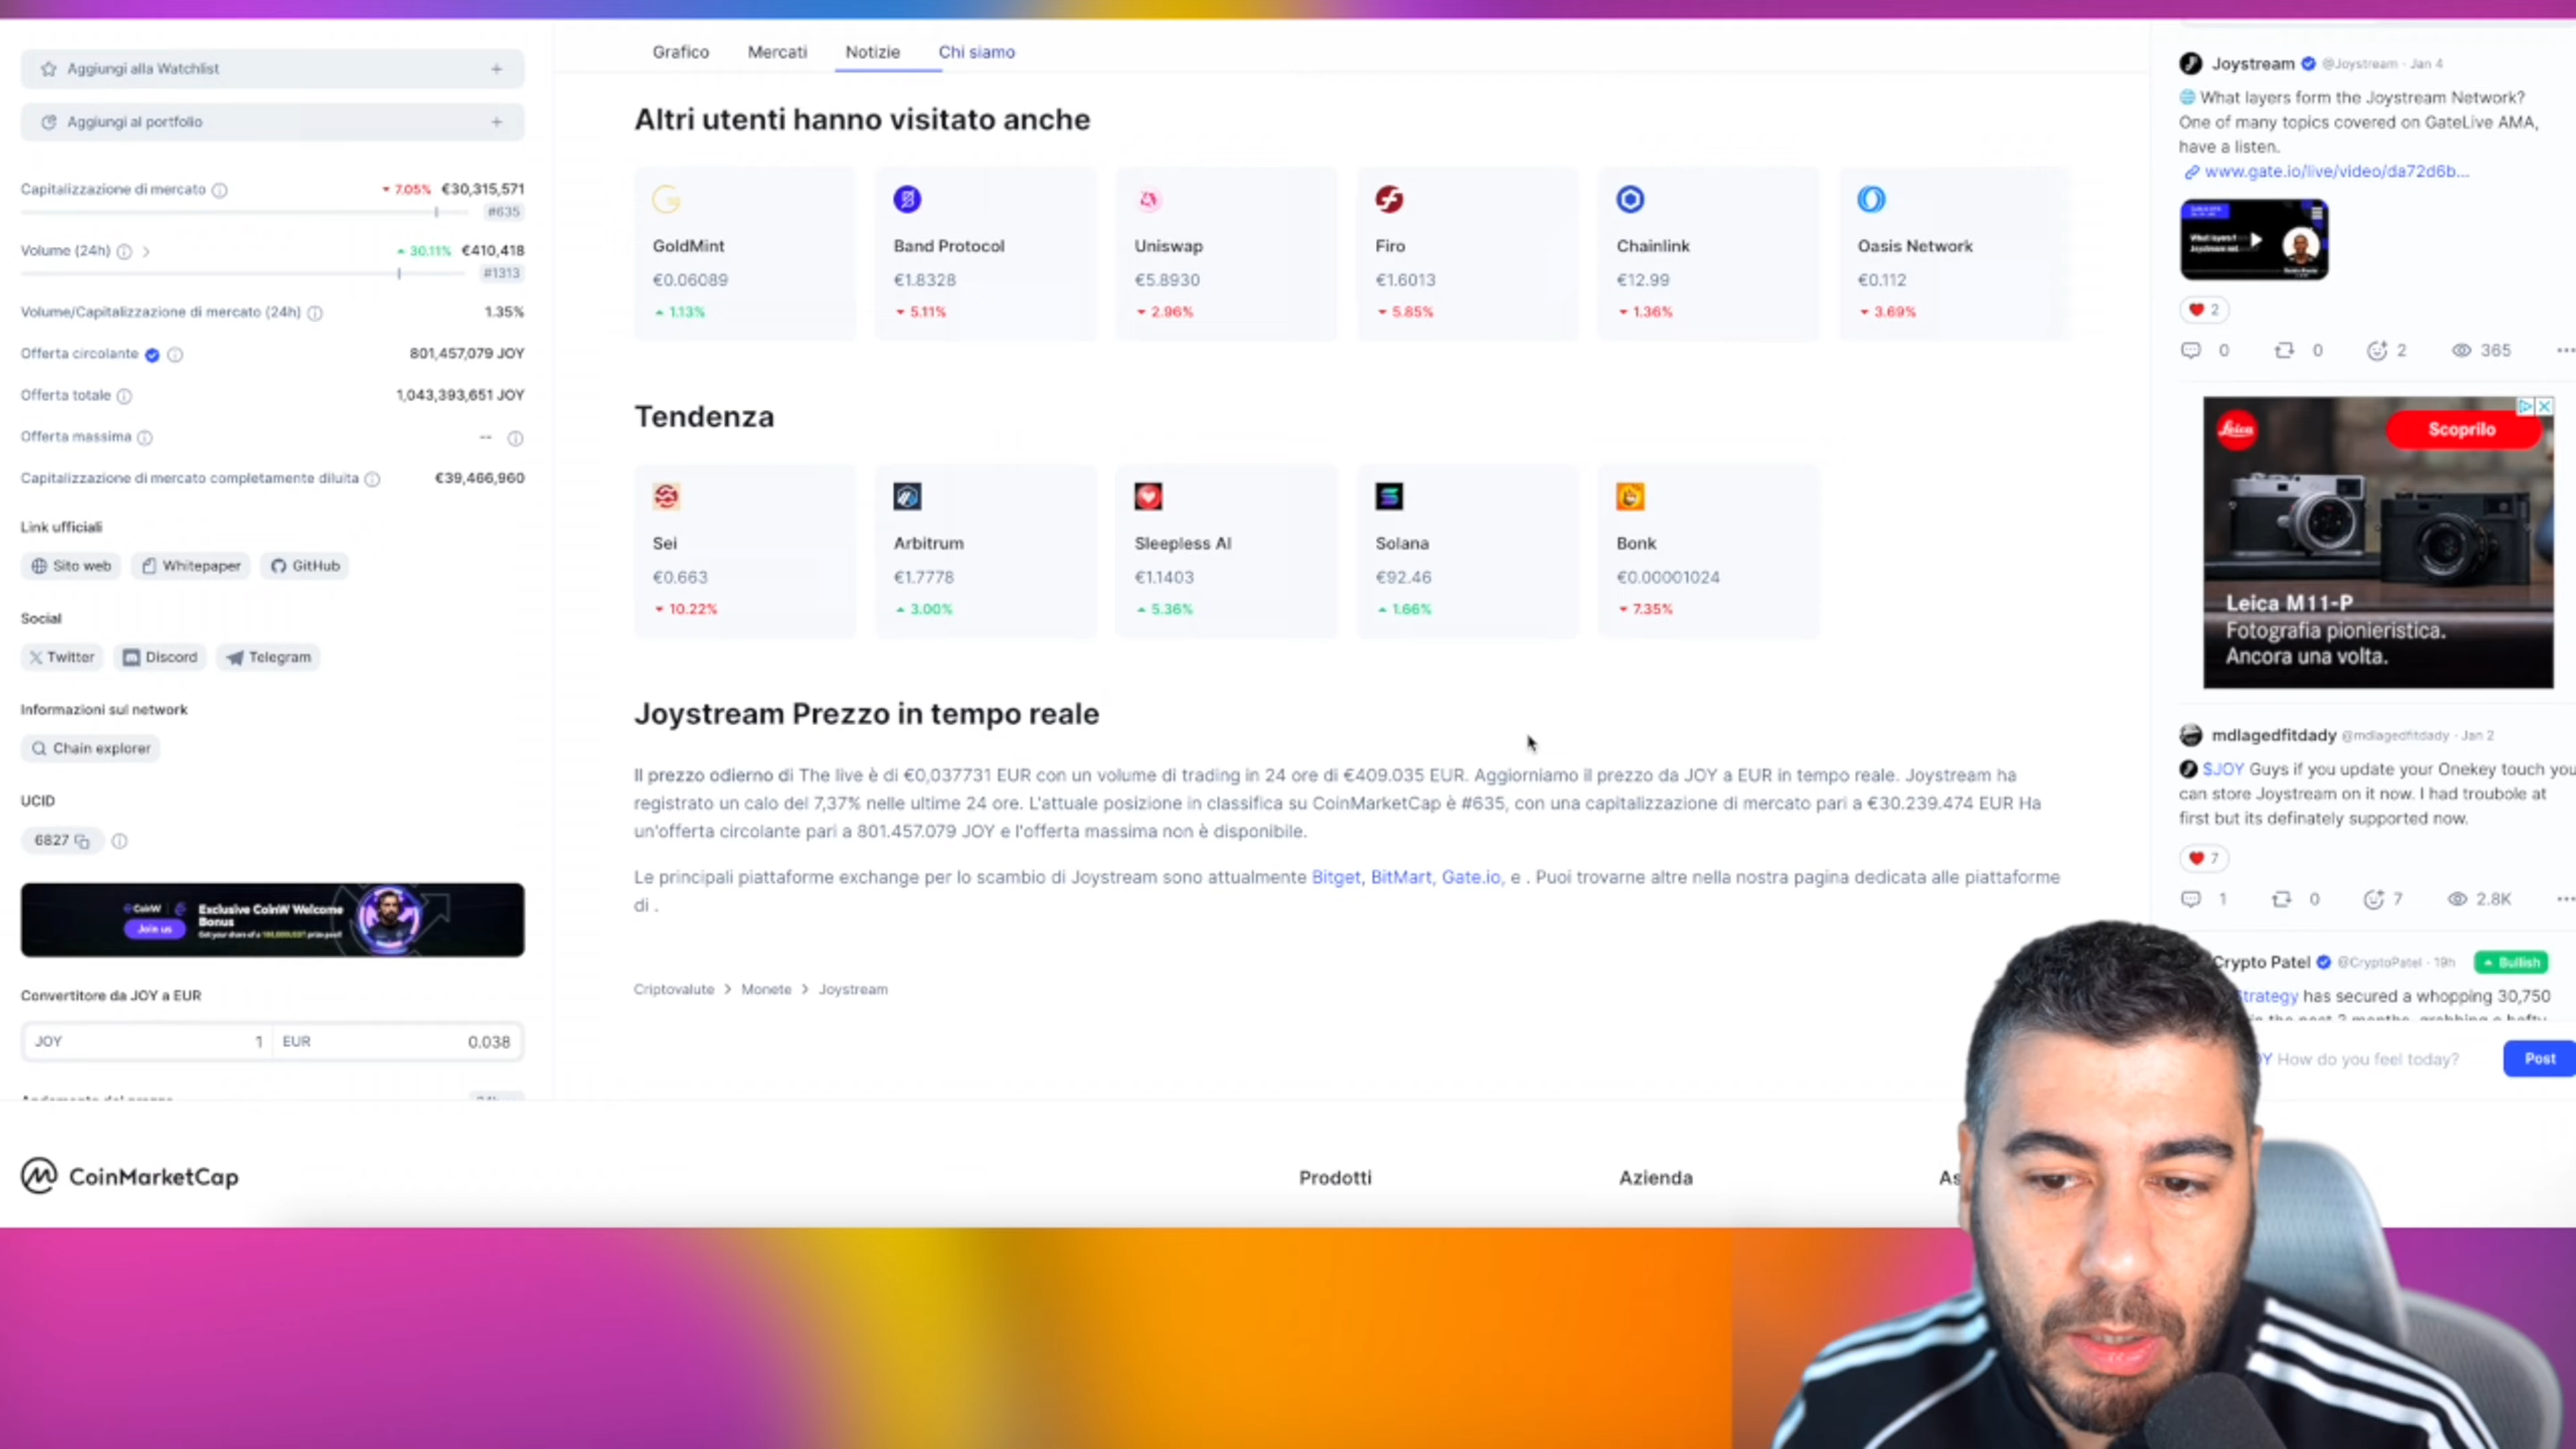 Aggiungi alla Watchlist +
Aggiungi al portfolio +
Capitalizzazione di mercato 7.05% €30,315,571
#635
Volume (24h) 30.11% €410,418
#1313
Volume/Capitalizzazione di mercato (24h) 1.35%
Offerta circolante 801,457,079 JOY
Offerta totale 1,043,393,651 JOY
Offerta massima --
Capitalizzazione di mercato completamente diluita €39,466,960
Link ufficiali
Sito web Whitepaper GitHub
Social
Twitter Discord Telegram
Informazioni sul network
Chain explorer
UCID
6827
CoinW Exclusive CoinW Welcome
Bonus
Join us
Convertitore da JOY a EUR
JOY 1 EUR 0.038
CoinMarketCap
Grafico Mercati Notizie Chi siamo
Altri utenti hanno visitato anche
GoldMint Band Protocol Uniswap Firo Chainlink Oasis Network
€0.06089 €1.8328 €5.8930 €1.6013 €12.99 €0.112
1.13% 5.11% 2.96% 5.85% 1.36% 3.69%
Tendenza
Sei Arbitrum Sleepless AI Solana Bonk
€0.663 €1.7778 €1.1403 €92.46 €0.00001024
10.22% 3.00% 5.36% 1.66% 7.35%
Joystream Prezzo in tempo reale
Il prezzo odierno di The live è di €0,037731 EUR con un volume di trading in 24 ore di €409.035 EUR. Aggiorniamo il prezzo da JOY a EUR in tempo reale. Joystream ha
registrato un calo del 7,37% nelle ultime 24 ore. L'attuale posizione in classifica su CoinMarketCap è #635, con una capitalizzazione di mercato pari a €30.239.474 EUR Ha
un'offerta circolante pari a 801.457.079 JOY e l'offerta massima non è disponibile.
Le principali piattaforme exchange per lo scambio di Joystream sono attualmente Bitget, BitMart, Gate.io, e . Puoi trovarne altre nella nostra pagina dedicata alle piattaforme
di .
Criptovalute > Monete > Joystream
Prodotti Azienda As
Joystream @Joystream · Jan 4
What layers form the Joystream Network?
One of many topics covered on GateLive AMA,
have a listen.
www.gate.io/live/video/da72d6b...
2
0 0 2 365 ...
Leica Scoprilo
Leica M11-P
Fotografia pionieristica.
Ancora una volta.
mdlagedfitdady @mdlagedfitdady · Jan 2
$JOY Guys if you update your Onekey touch you
can store Joystream on it now. I had troubole at
first but its definately supported now.
7
1 0 7 2.8K ...
Crypto Patel @CryptoPatel · 19h Bullish
trategy has secured a whopping 30,750
Y How do you feel today? Post